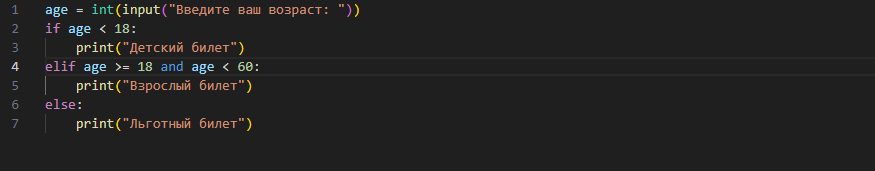 1 age = int(input("Введите ваш возраст: "))
2 if age < 18:
3     print("Детский билет")
4 elif age >= 18 and age < 60:
5     print("Взрослый билет")
6 else:
7     print("Льготный билет")